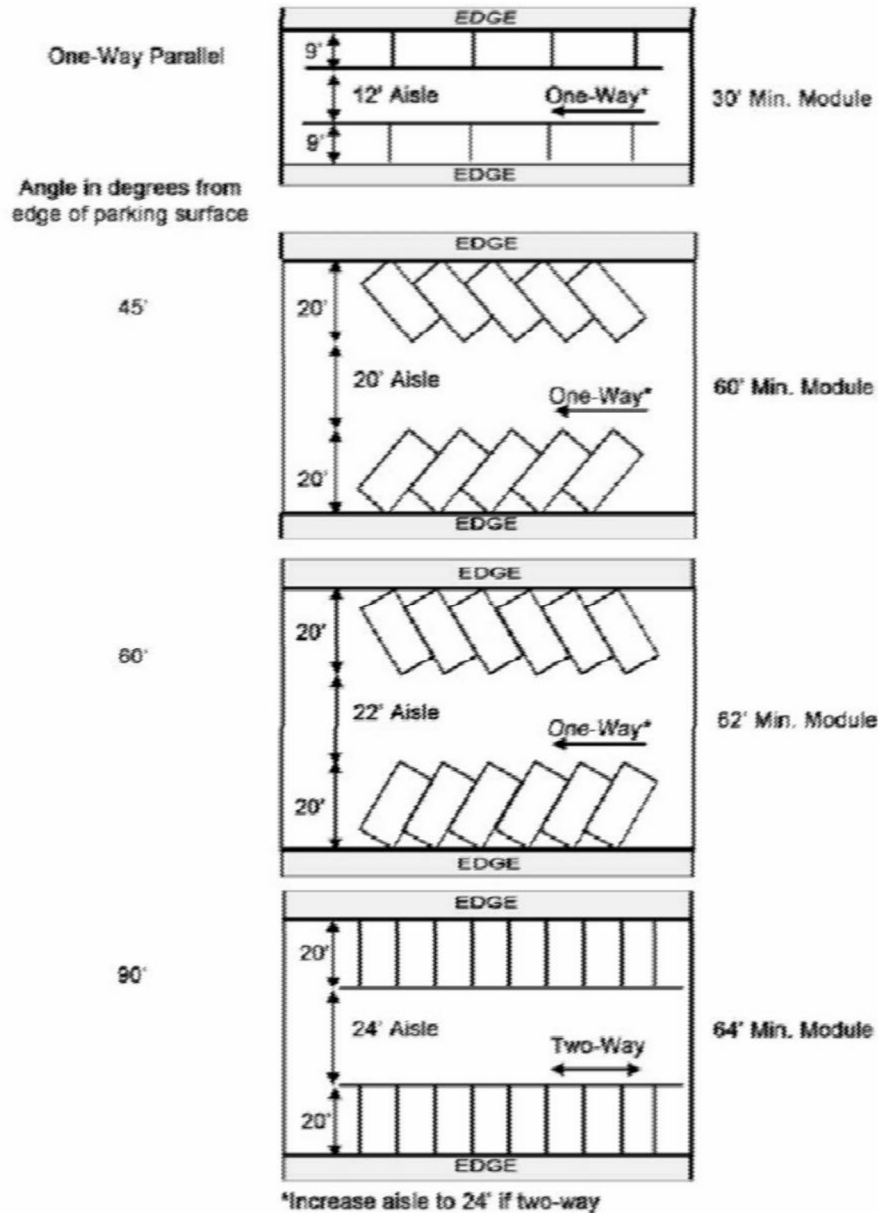 EDGE
One-Way Parallel
9'
12' Aisle
One-Way*
30' Min. Module
9'
EDGE
Angle in degrees from
edge of parking surface
EDGE
45'
20'
20' Aisle
One-Way*
60' Min. Module
20'
EDGE
EDGE
60'
20'
22' Aisle
One-Way*
62' Min. Module
20'
EDGE
EDGE
90'
20'
24' Aisle
Two-Way
64' Min. Module
20'
EDGE
*Increase aisle to 24' if two-way